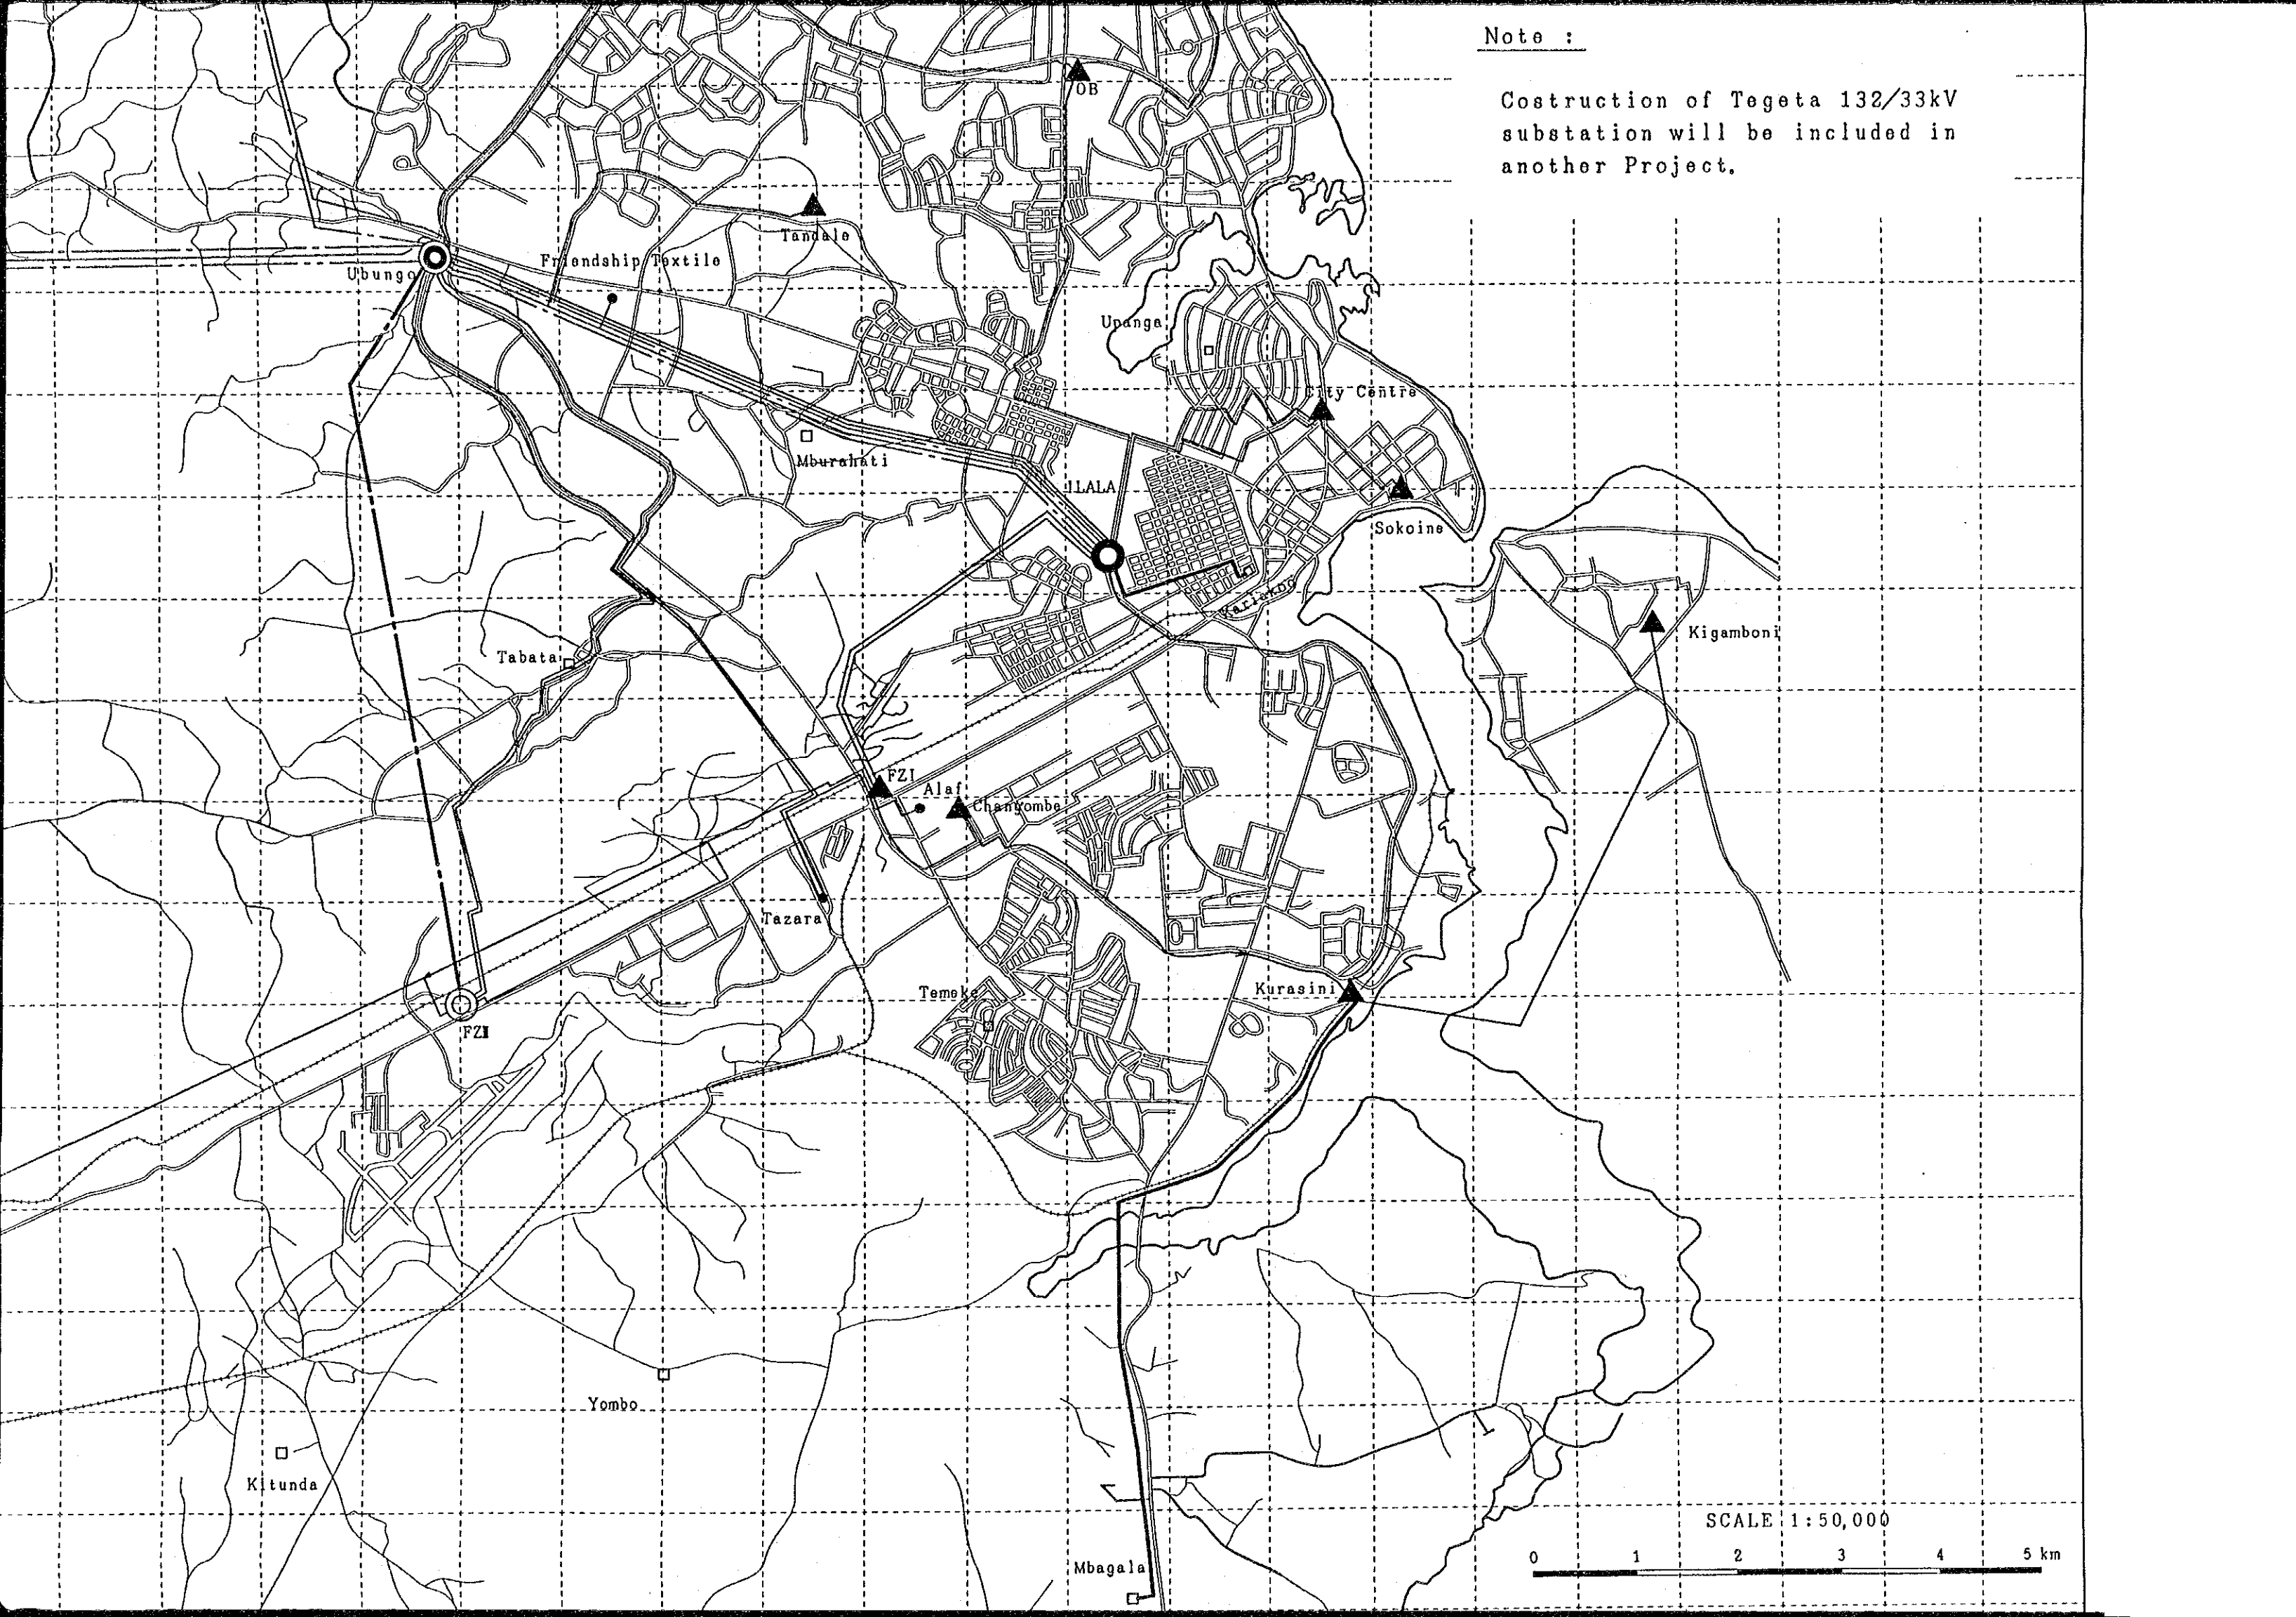 Note :
Costruction of Tegeta 132/33kV
substation will be included in
another Project.
OB
Tandale
Ubungo
Friendship Textile
Upanga
City Centre
Mburahati
ILALA
Sokoine
Kariakoo
Kigamboni
Tabata
FZI
Alaf
Changombe
Tazara
Temeke
Kurasini
FZⅡ
Yombo
Kitunda
Mbagala
SCALE 1:50,000
0 1 2 3 4 5 km